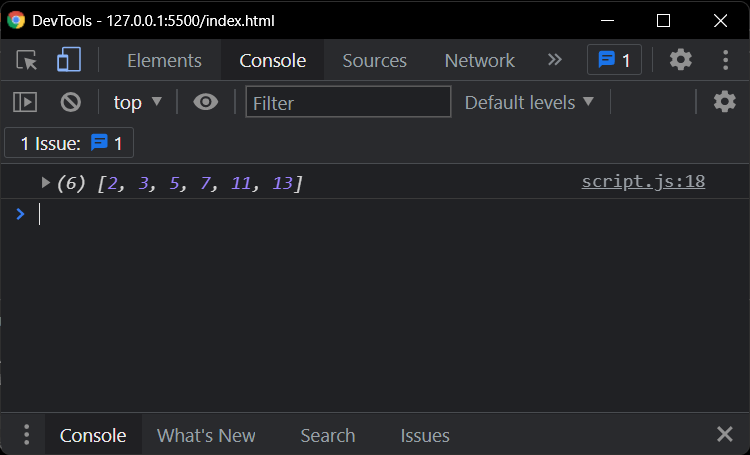 DevTools - 127.0.0.1:5500/index.html
Elements Console Sources Network » 1
top Filter Default levels
1 Issue: 1
(6) [2, 3, 5, 7, 11, 13] script.js:18
Console What's New Search Issues